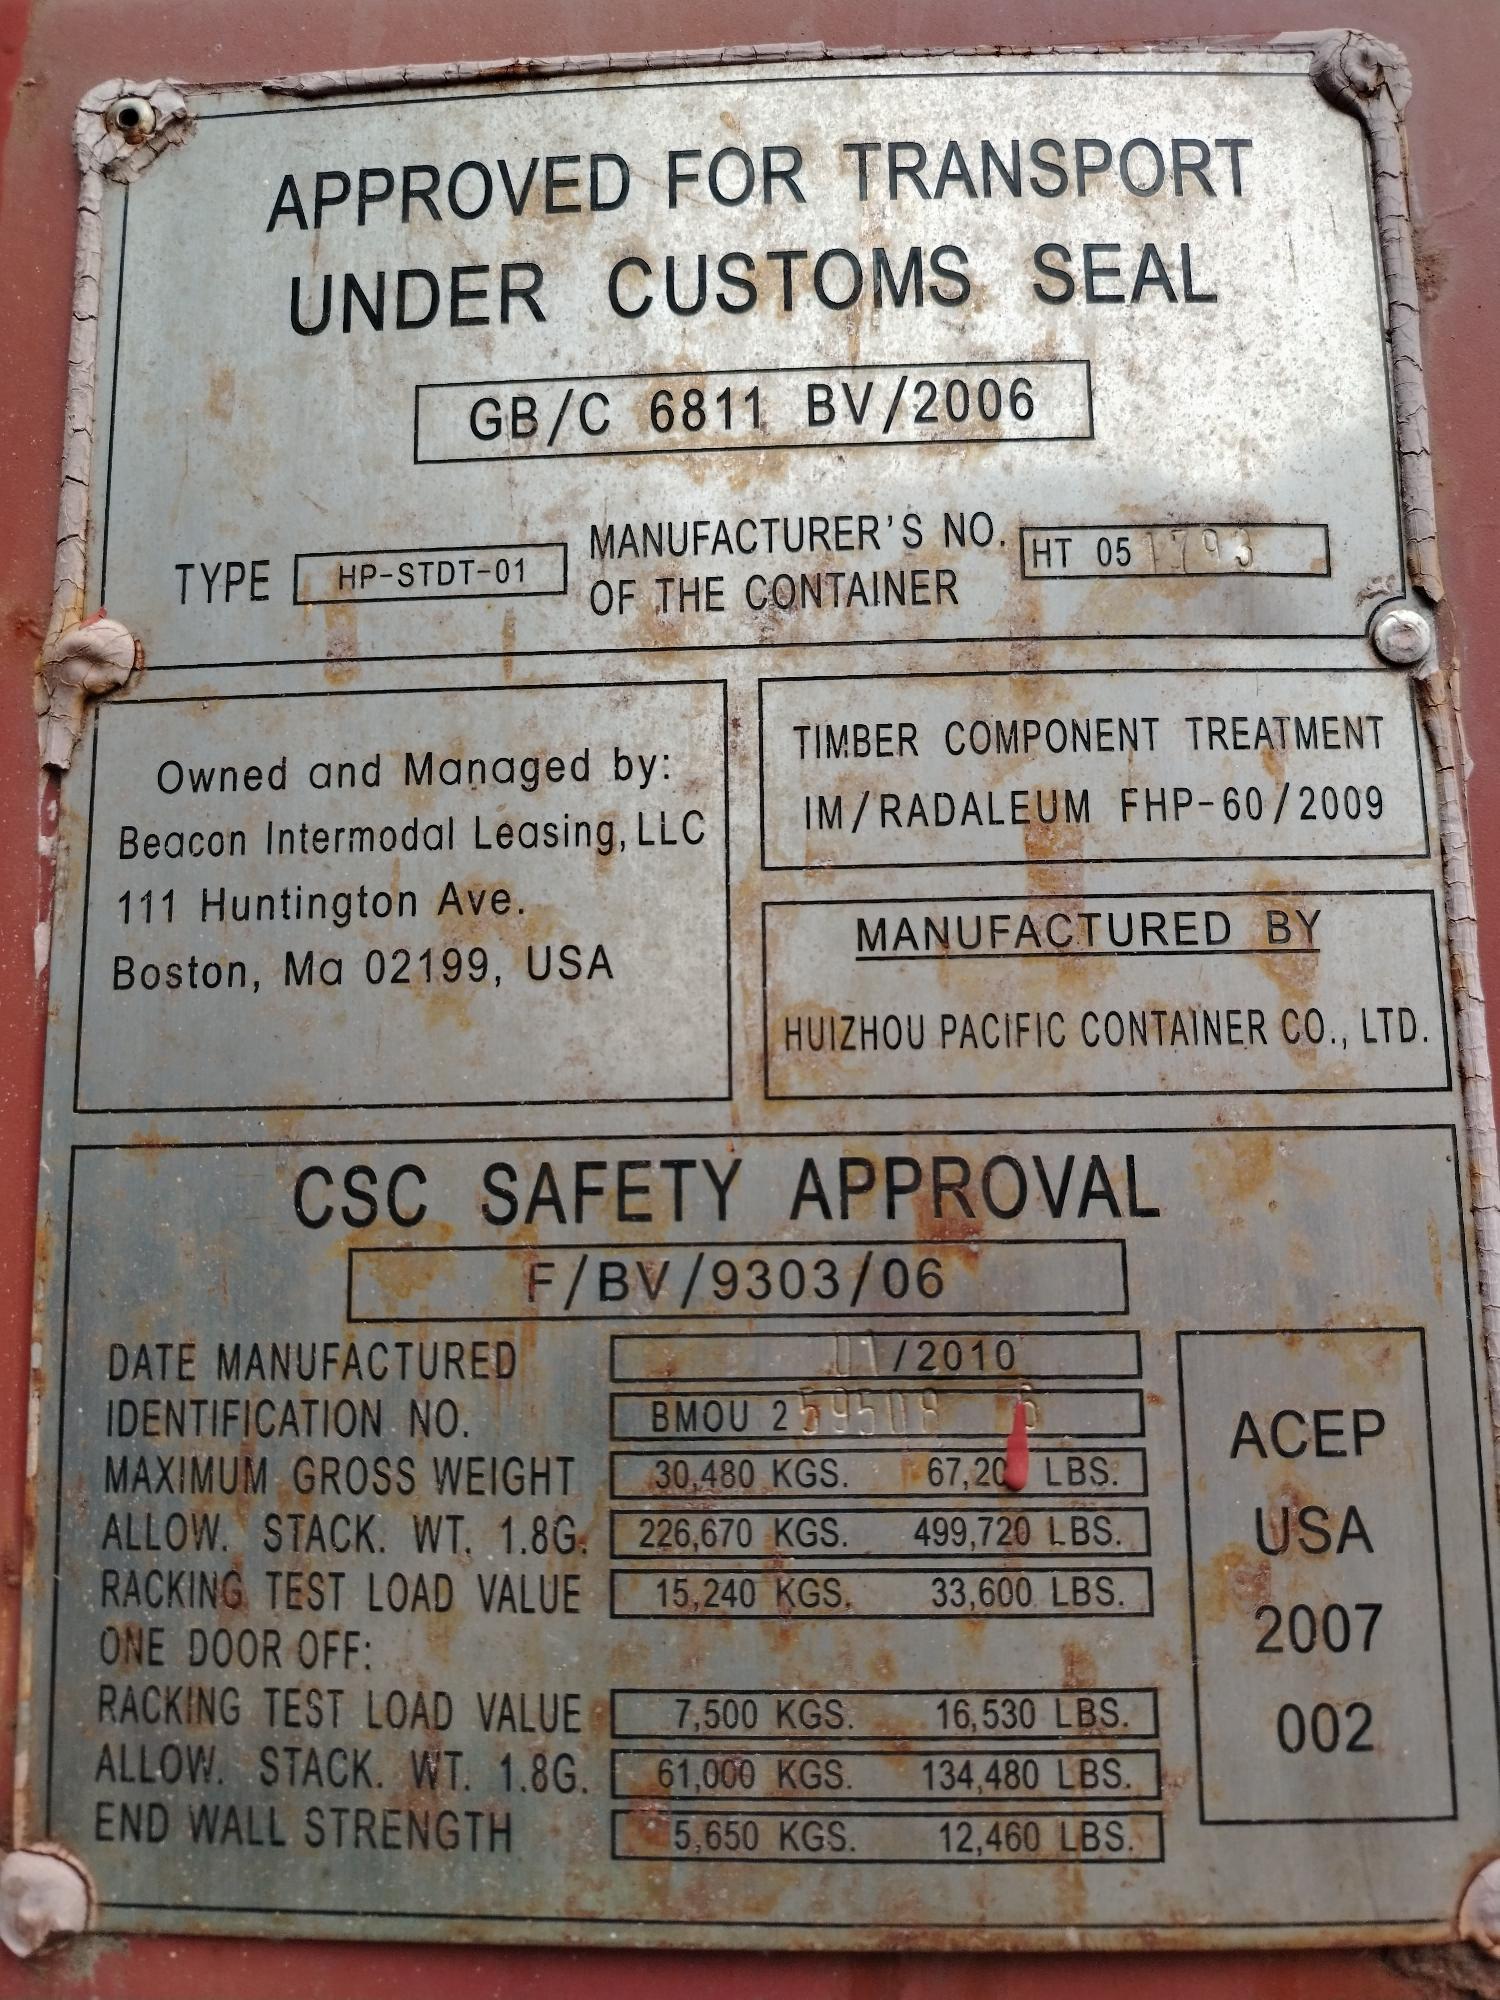 APPROVED FOR TRANSPORT
UNDER CUSTOMS SEAL
GB/C 6811 BV/2006
TYPE HP-STDT-01
MANUFACTURER'S NO.
OF THE CONTAINER
HT 05 1793
Owned and Managed by:
Beacon Intermodal Leasing, LLC
111 Huntington Ave.
Boston, Ma 02199, USA
TIMBER COMPONENT TREATMENT
IM/RADALEUM FHP-60/2009
MANUFACTURED BY
HUIZHOU PACIFIC CONTAINER CO., LTD.
CSC SAFETY APPROVAL
F/BV/9303/06
DATE MANUFACTURED 01/2010
IDENTIFICATION NO. BMOU 259508 6
MAXIMUM GROSS WEIGHT 30,480 KGS. 67,200 LBS.
ALLOW. STACK. WT. 1.8G. 226,670 KGS. 499,720 LBS.
RACKING TEST LOAD VALUE 15,240 KGS. 33,600 LBS.
ONE DOOR OFF:
RACKING TEST LOAD VALUE 7,500 KGS. 16,530 LBS.
ALLOW. STACK. WT. 1.8G. 61,000 KGS. 134,480 LBS.
END WALL STRENGTH 5,650 KGS. 12,460 LBS.
ACEP
USA
2007
002